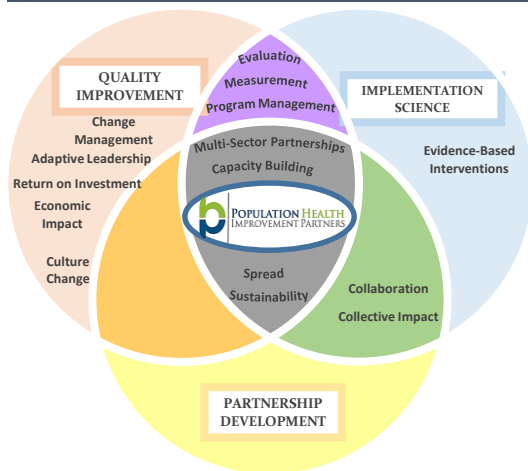 QUALITY
IMPROVEMENT
Change
Management
Adaptive Leadership
Return on Investment
Economic
Impact
Culture
Change
Evaluation
Measurement
Program Management
IMPLEMENTATION
SCIENCE
Evidence-Based
Interventions
Multi-Sector Partnerships
Capacity Building
hp
POPULATION HEALTH
IMPROVEMENT PARTNERS
Spread
Sustainability
Collaboration
Collective Impact
PARTNERSHIP
DEVELOPMENT